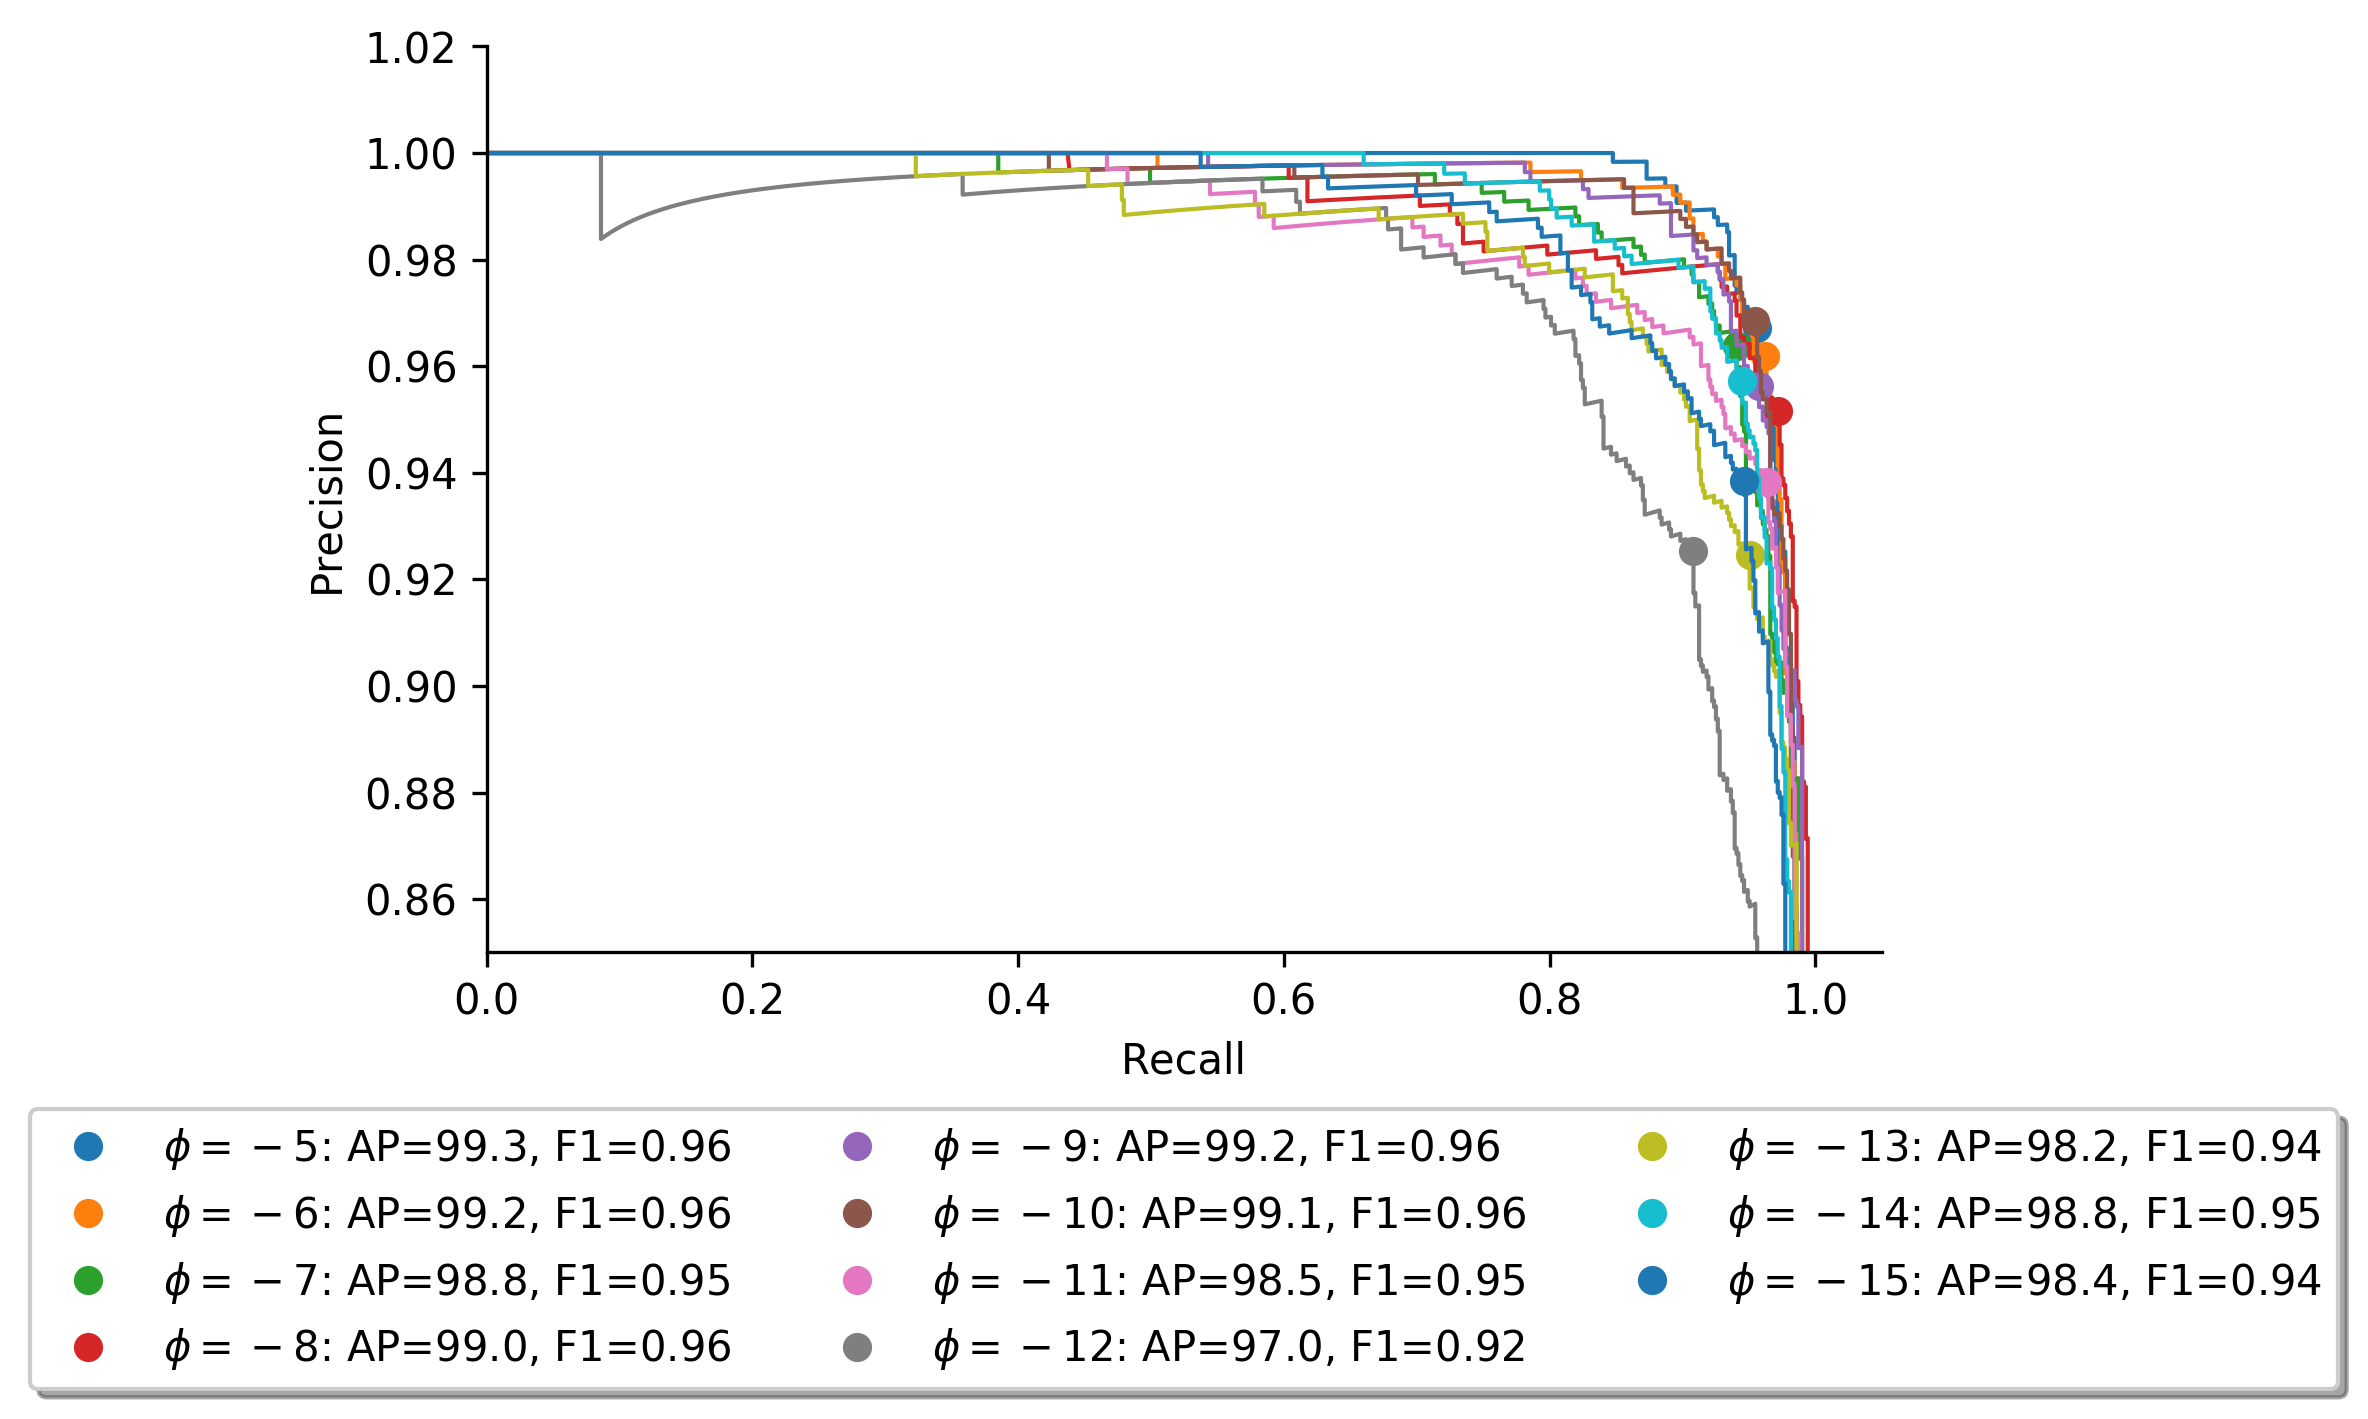 1.02
1.00
0.98
0.96
0.94
0.92
0.90
0.88
0.86
Precision
0.0 0.2 0.4 0.6 0.8 1.0
Recall
ϕ = −5: AP=99.3, F1=0.96
ϕ = −6: AP=99.2, F1=0.96
ϕ = −7: AP=98.8, F1=0.95
ϕ = −8: AP=99.0, F1=0.96
ϕ = −9: AP=99.2, F1=0.96
ϕ = −10: AP=99.1, F1=0.96
ϕ = −11: AP=98.5, F1=0.95
ϕ = −12: AP=97.0, F1=0.92
ϕ = −13: AP=98.2, F1=0.94
ϕ = −14: AP=98.8, F1=0.95
ϕ = −15: AP=98.4, F1=0.94